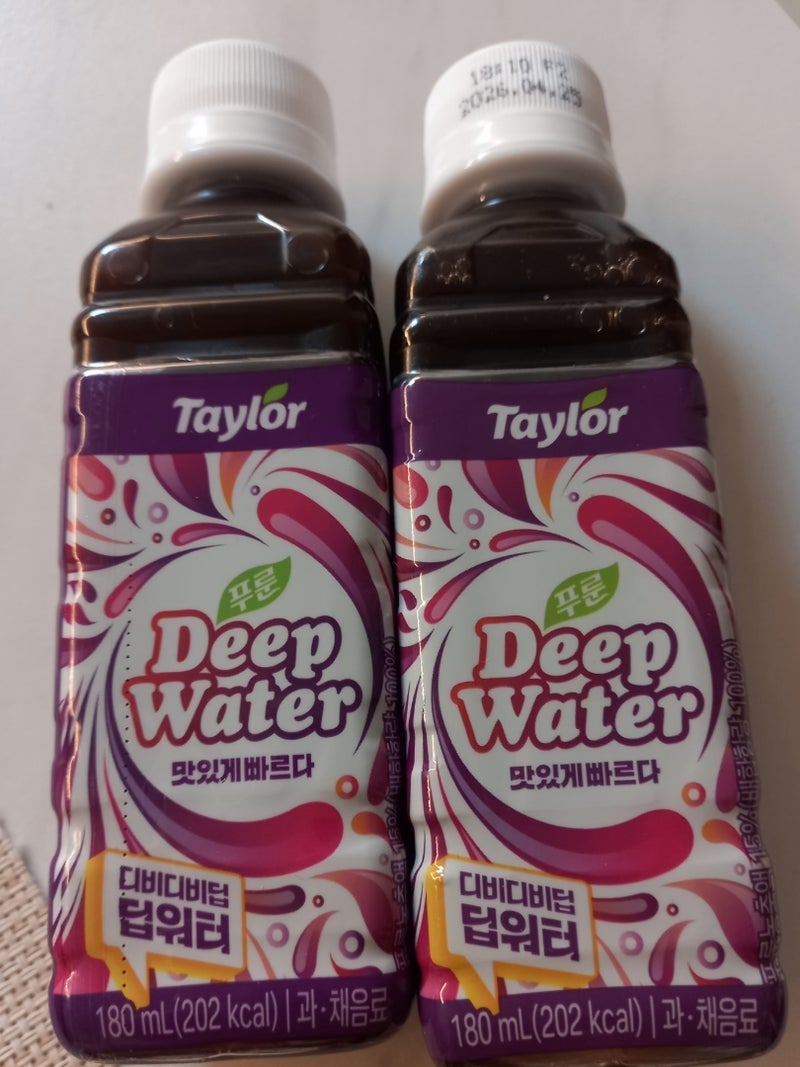 Taylor
푸룬
Deep
Water
맛있게 빠르다
디비디비딥
딥워터
180 mL(202 kcal) | 과·채음료
18:10 F2
2026.04.25
Taylor
푸룬
Deep
Water
맛있게 빠르다
디비디비딥
딥워터
180 mL(202 kcal) | 과·채음료